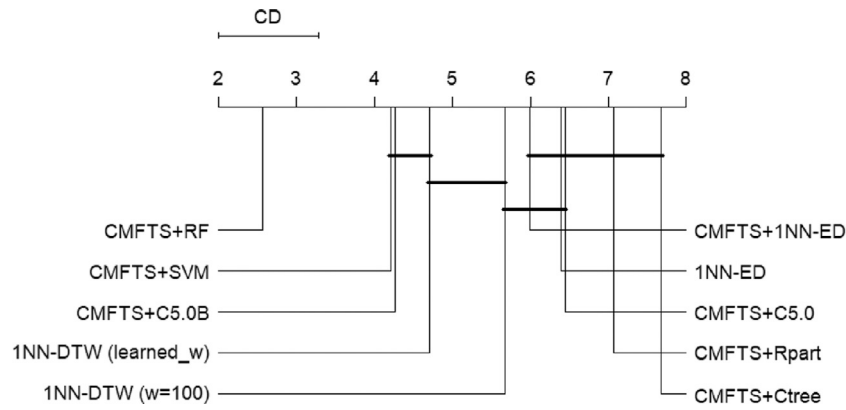 CD
2 3 4 5 6 7 8
CMFTS+RF
CMFTS+SVM
CMFTS+C5.0B
1NN-DTW (learned_w)
1NN-DTW (w=100)
CMFTS+1NN-ED
1NN-ED
CMFTS+C5.0
CMFTS+Rpart
CMFTS+Ctree